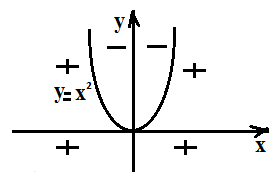 y
− −
+ +
y = x²
x
+ +